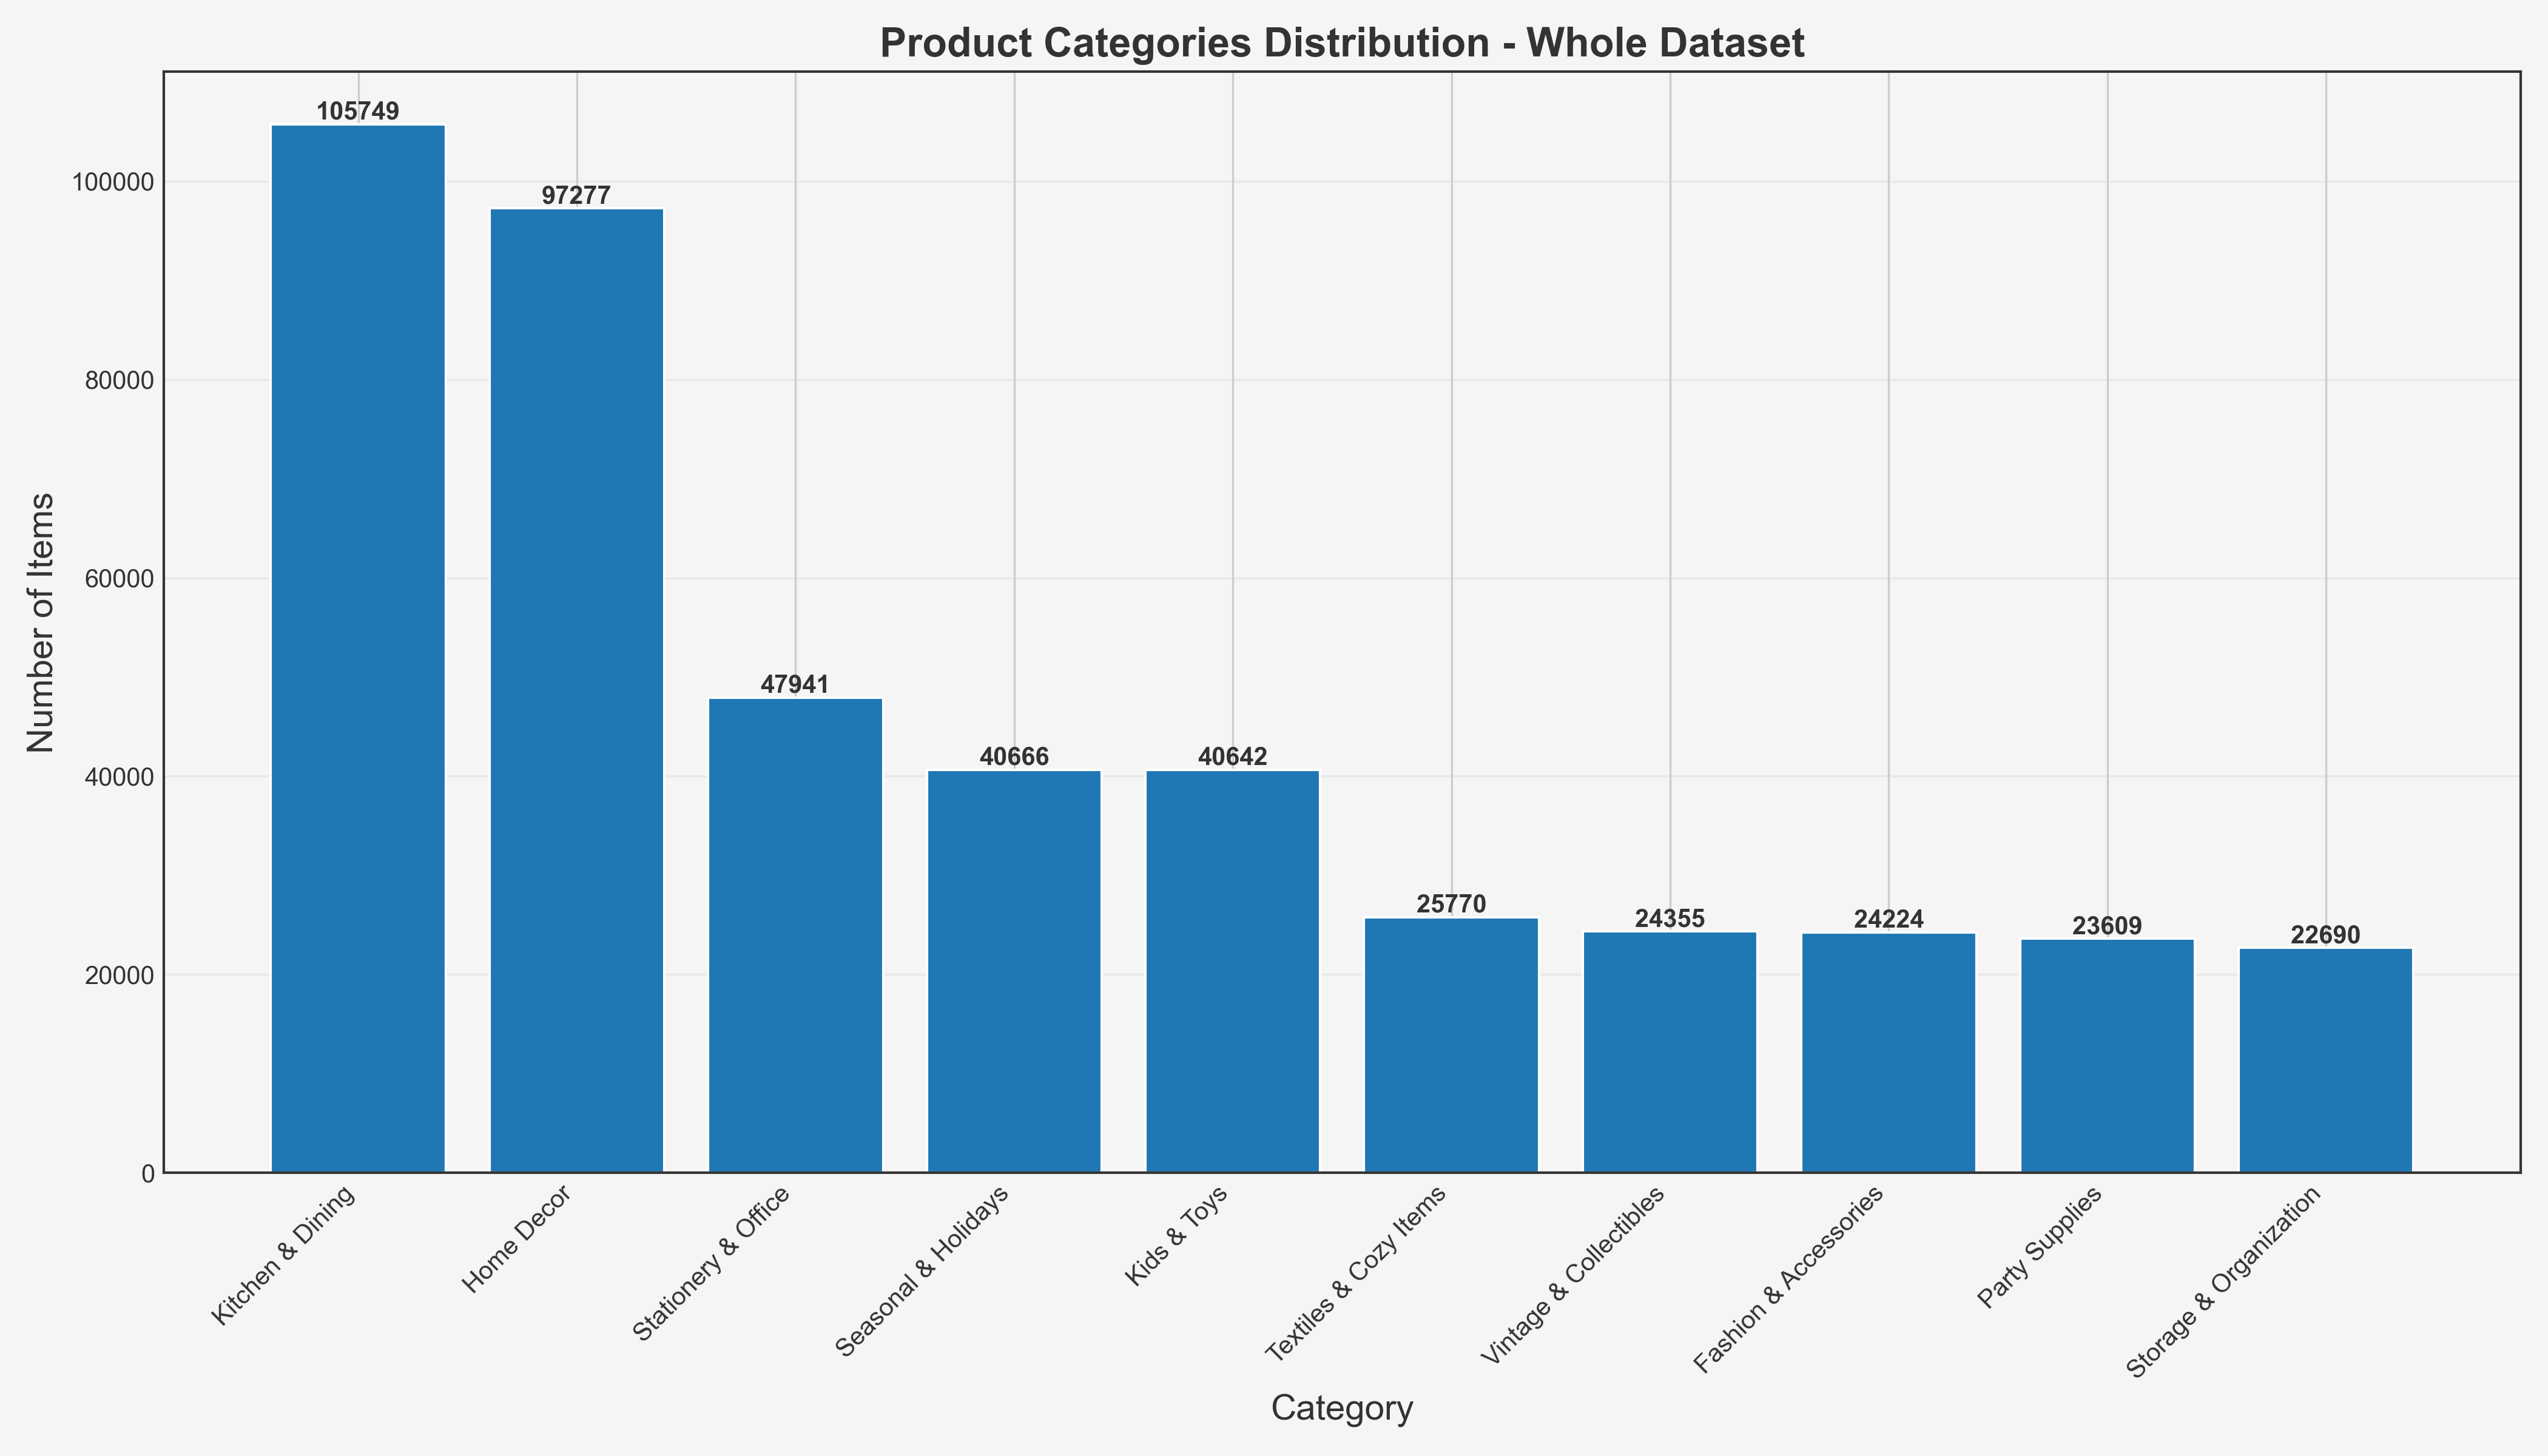 Product Categories Distribution - Whole Dataset
Number of Items
100000
80000
60000
40000
20000
0
105749
97277
47941
40666
40642
25770
24355
24224
23609
22690
Kitchen & Dining
Home Decor
Stationery & Office
Seasonal & Holidays
Kids & Toys
Textiles & Cozy Items
Vintage & Collectibles
Fashion & Accessories
Party Supplies
Storage & Organization
Category